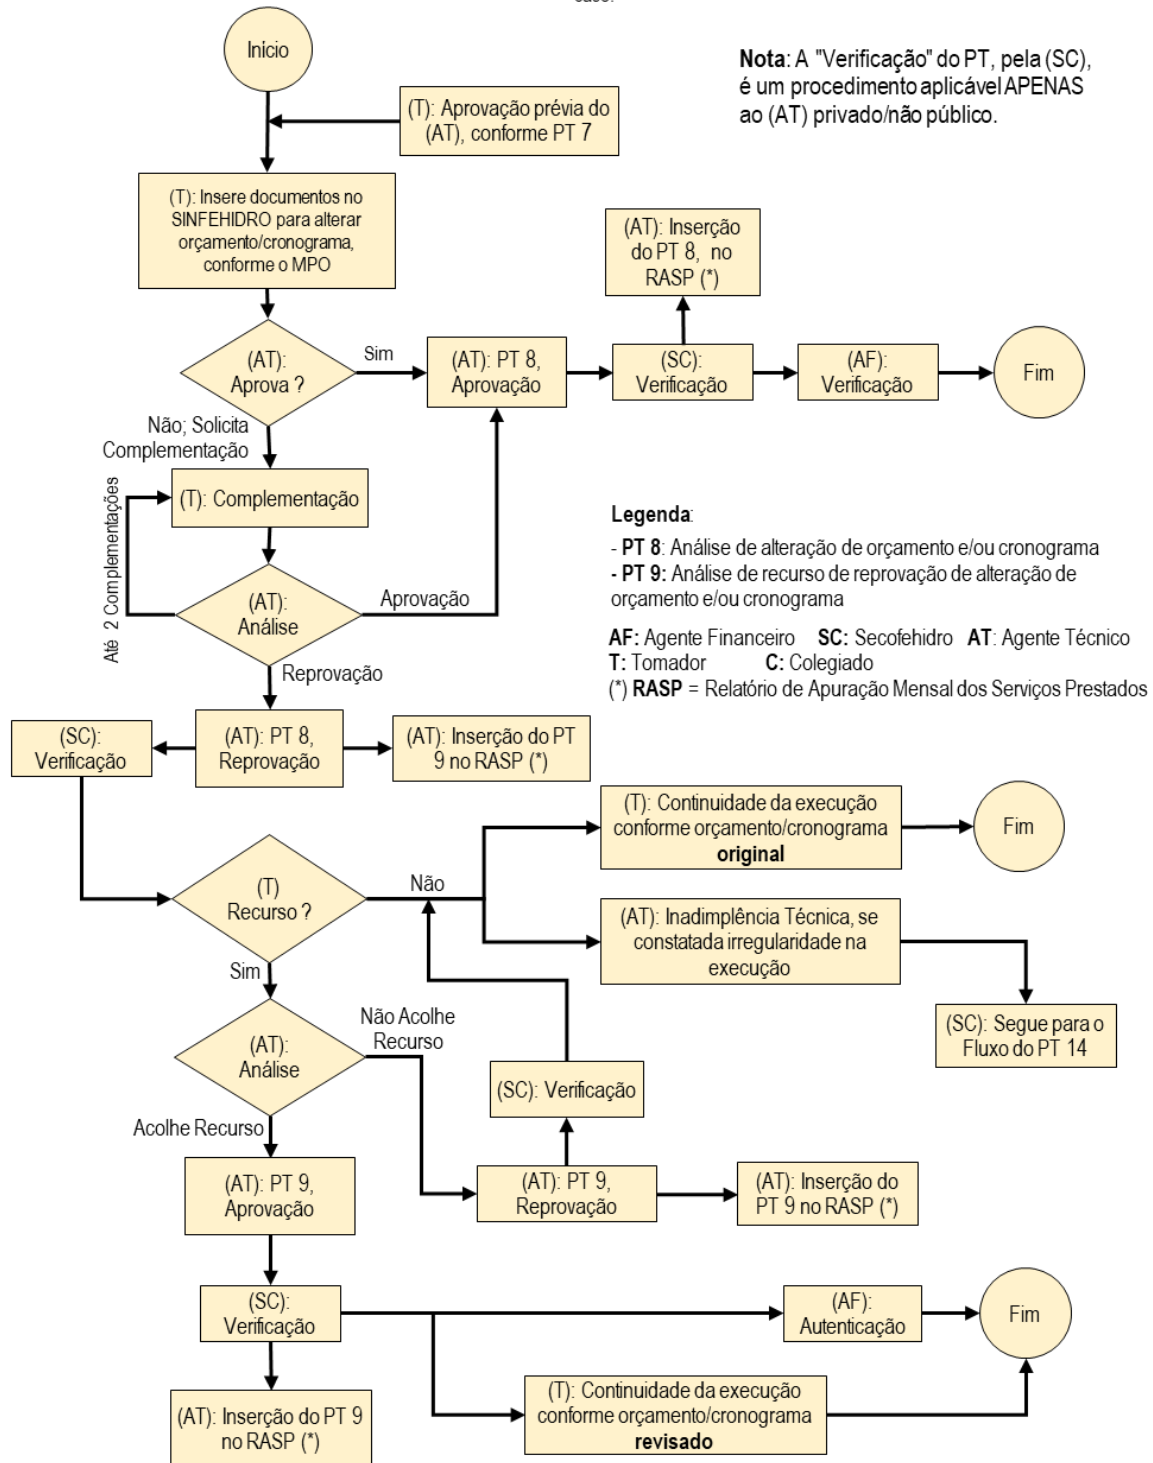 caso.
Início
Nota: A "Verificação" do PT, pela (SC),
é um procedimento aplicável APENAS
ao (AT) privado/não público.
(T): Aprovação prévia do
(AT), conforme PT 7
(T): Insere documentos no
SINFEHIDRO para alterar
orçamento/cronograma,
conforme o MPO
(AT): Inserção
do PT 8, no
RASP (*)
(AT):
Aprova ?
Sim
(AT): PT 8,
Aprovação
(SC):
Verificação
(AF):
Verificação
Fim
Não; Solicita
Complementação
(T): Complementação
Até 2 Complementações
(AT):
Análise
Aprovação
Reprovação
Legenda:
- PT 8: Análise de alteração de orçamento e/ou cronograma
- PT 9: Análise de recurso de reprovação de alteração de
orçamento e/ou cronograma
AF: Agente Financeiro SC: Secofehidro AT: Agente Técnico
T: Tomador C: Colegiado
(*) RASP = Relatório de Apuração Mensal dos Serviços Prestados
(SC):
Verificação
(AT): PT 8,
Reprovação
(AT): Inserção do PT
9 no RASP (*)
(T): Continuidade da execução
conforme orçamento/cronograma
original
Fim
(T)
Recurso ?
Não
(AT): Inadimplência Técnica, se
constatada irregularidade na
execução
Sim
(SC): Segue para o
Fluxo do PT 14
(AT):
Análise
Não Acolhe
Recurso
(SC): Verificação
Acolhe Recurso
(AT): PT 9,
Aprovação
(AT): PT 9,
Reprovação
(AT): Inserção do
PT 9 no RASP (*)
(SC):
Verificação
(AF):
Autenticação
Fim
(AT): Inserção do PT 9
no RASP (*)
(T): Continuidade da execução
conforme orçamento/cronograma
revisado